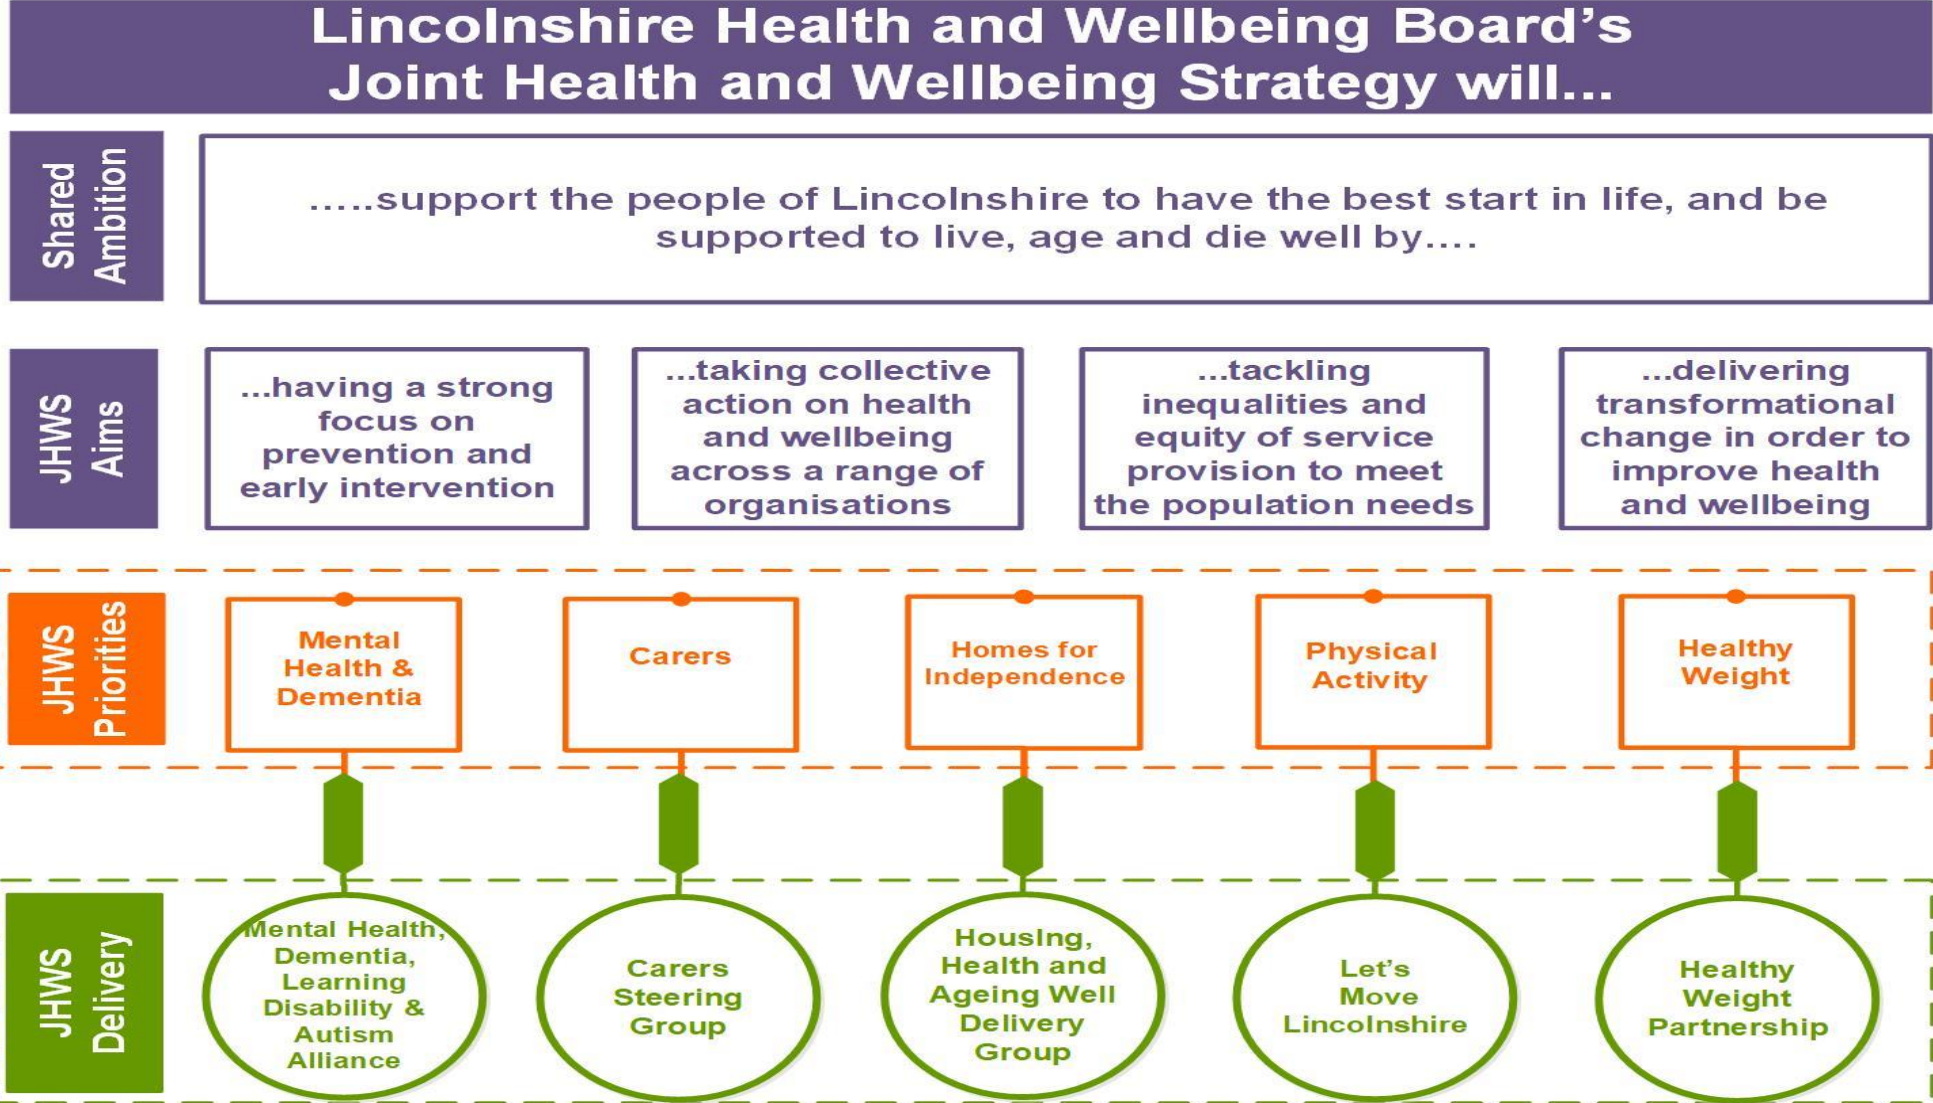 Lincolnshire Health and Wellbeing Board's
Joint Health and Wellbeing Strategy will...
Shared
Ambition
.....support the people of Lincolnshire to have the best start in life, and be
supported to live, age and die well by....
JHWS
Aims
...having a strong
focus on
prevention and
early intervention
...taking collective
action on health
and wellbeing
across a range of
organisations
...tackling
inequalities and
equity of service
provision to meet
the population needs
...delivering
transformational
change in order to
improve health
and wellbeing
JHWS
Priorities
Mental
Health &
Dementia
Carers
Homes for
Independence
Physical
Activity
Healthy
Weight
JHWS
Delivery
Mental Health,
Dementia,
Learning
Disability &
Autism
Alliance
Carers
Steering
Group
Housing,
Health and
Ageing Well
Delivery
Group
Let's
Move
Lincolnshire
Healthy
Weight
Partnership